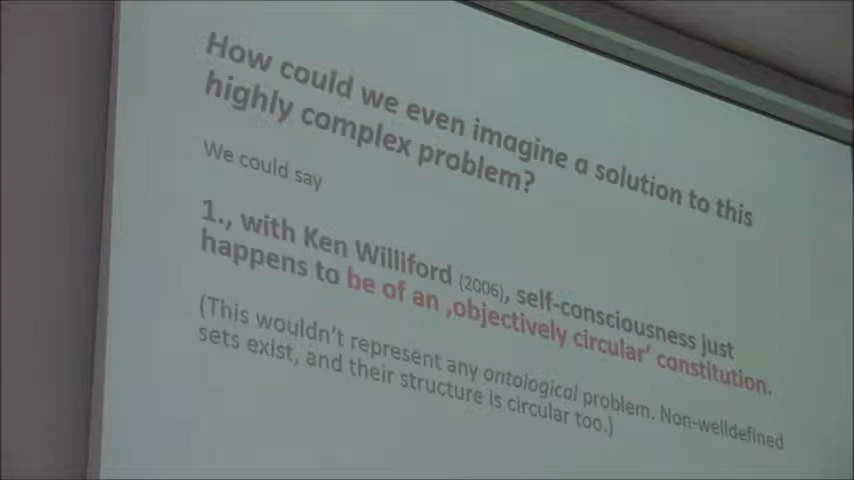 How could we even imagine a solution to this
highly complex problem?
We could say
1., with Ken Williford (2006), self-consciousness just
happens to be of an ‚objectively circular‘ constitution.
(This wouldn’t represent any ontological problem. Non-welldefined
sets exist, and their structure is circular too.)